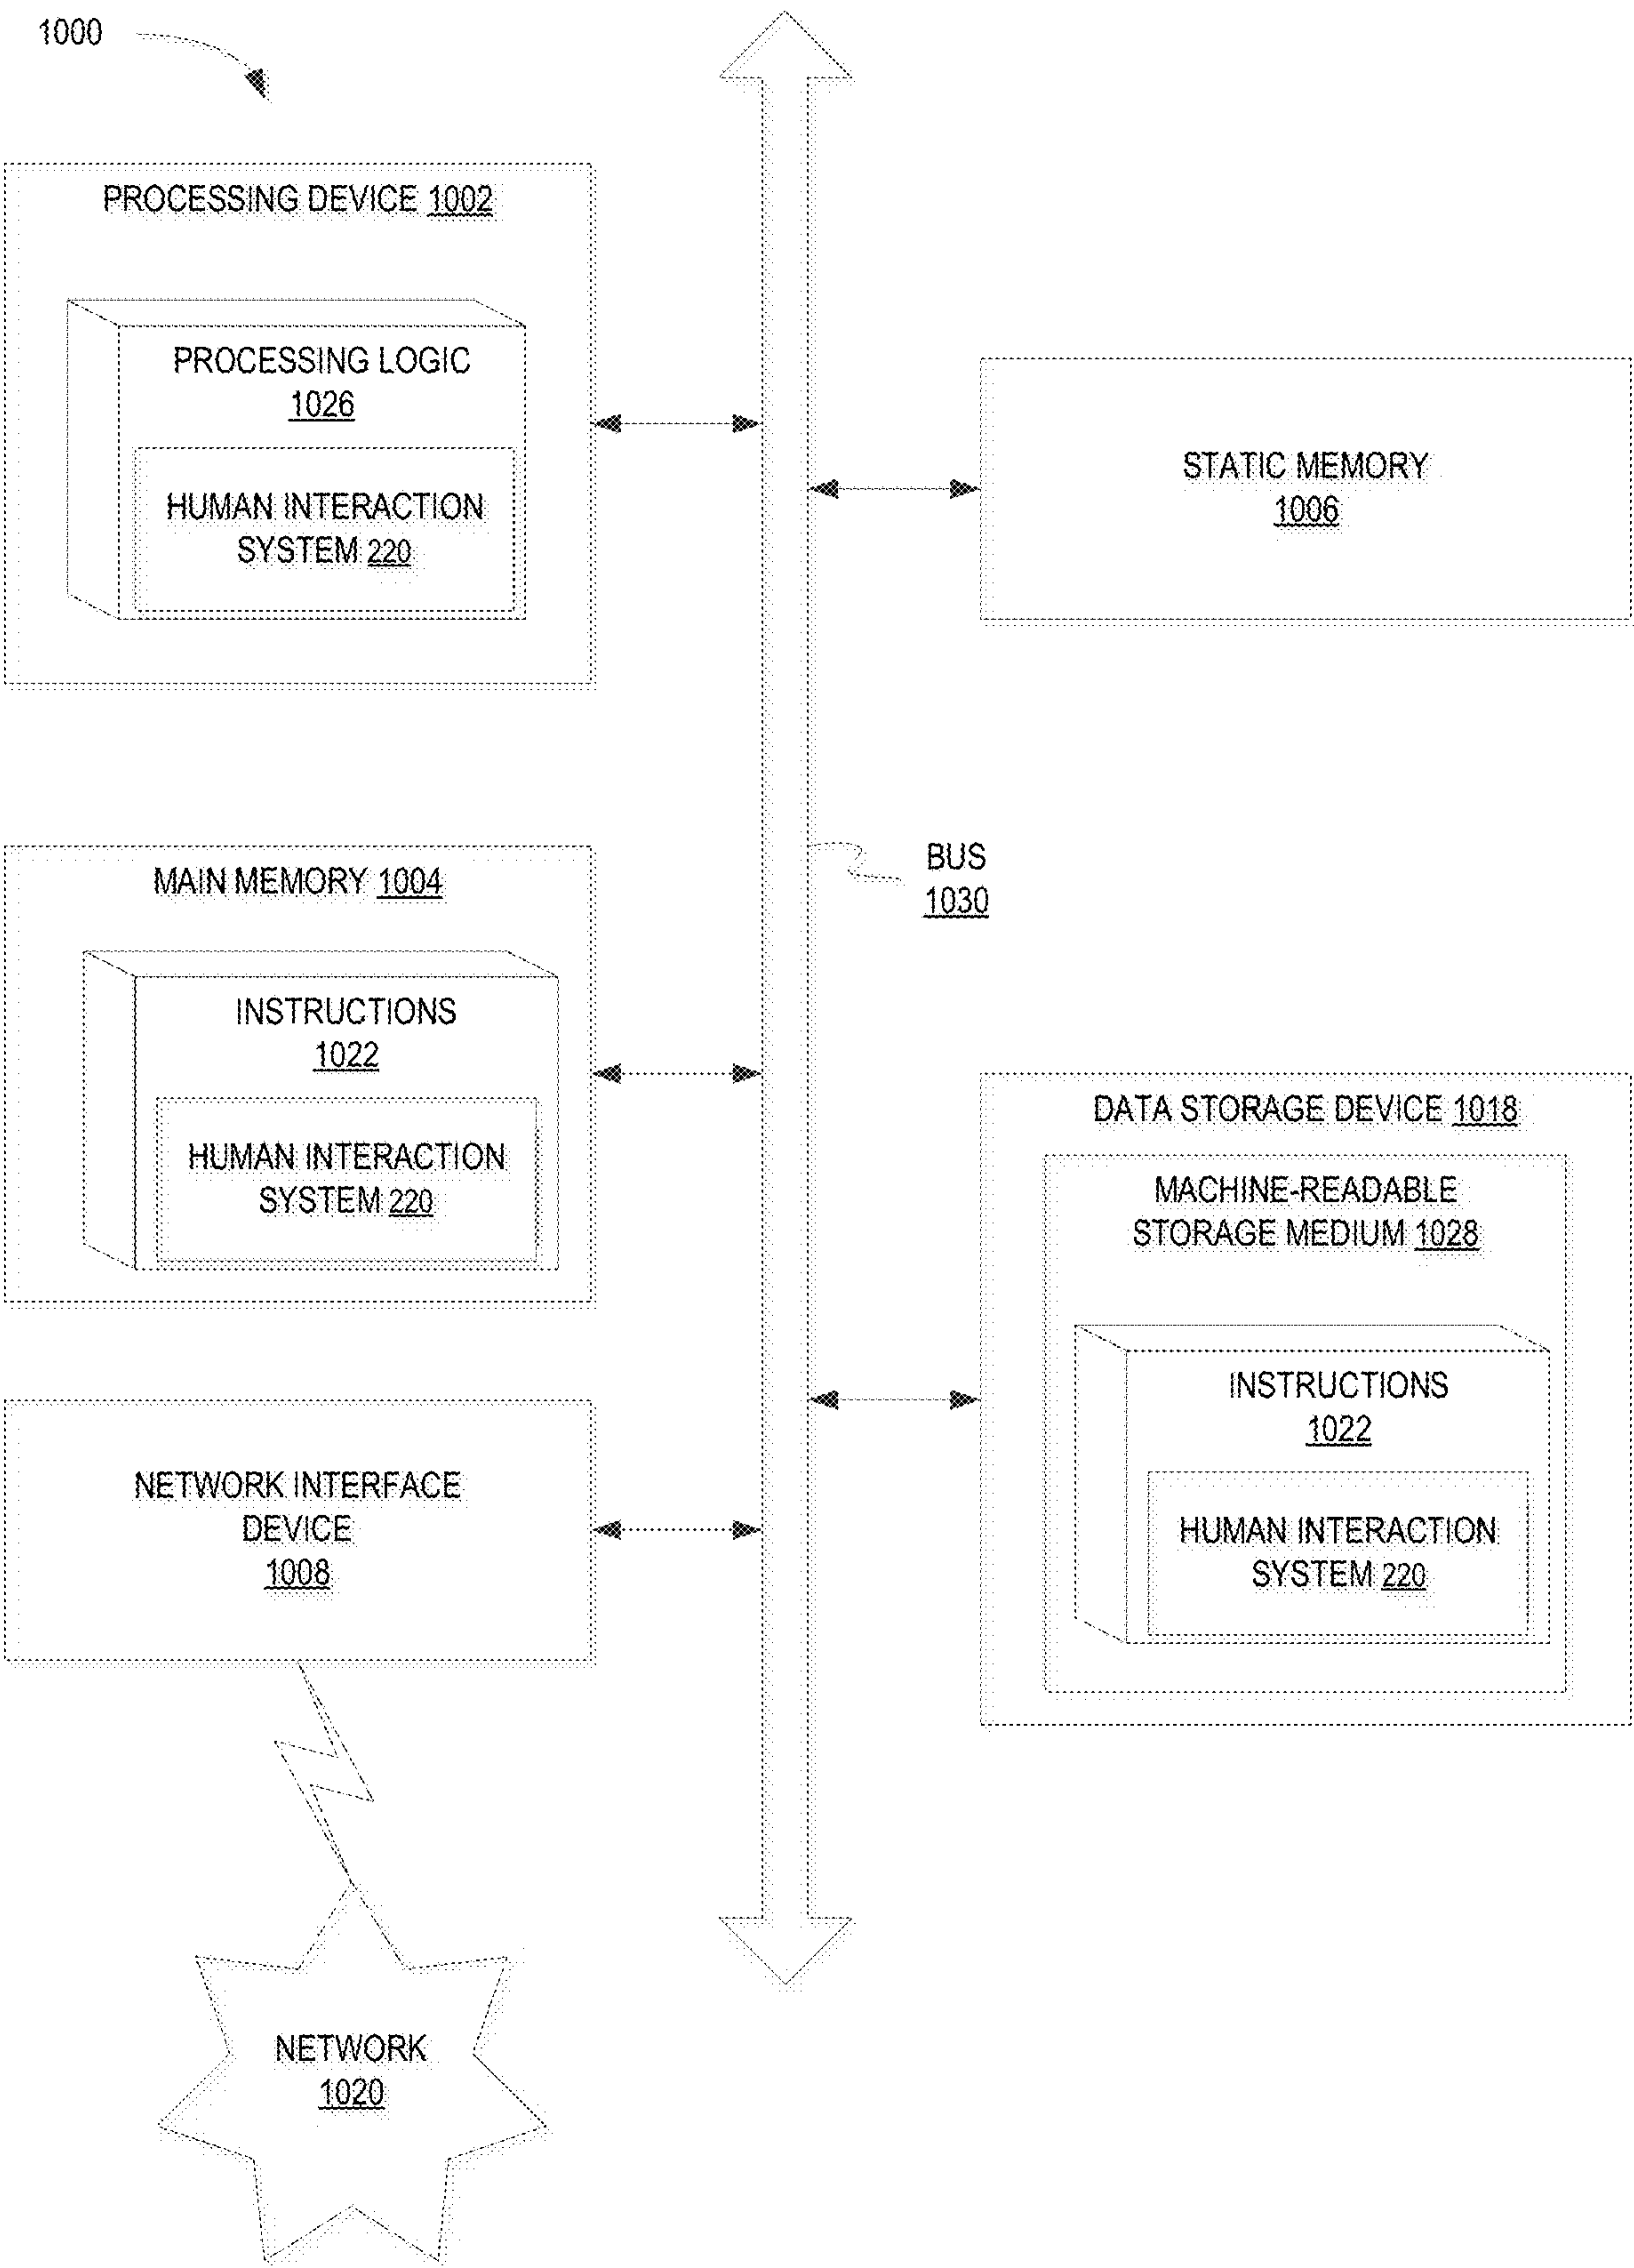 1000
PROCESSING DEVICE 1002
PROCESSING LOGIC
1026
HUMAN INTERACTION
SYSTEM 220
STATIC MEMORY
1006
BUS
1030
MAIN MEMORY 1004
INSTRUCTIONS
1022
HUMAN INTERACTION
SYSTEM 220
DATA STORAGE DEVICE 1018
MACHINE-READABLE
STORAGE MEDIUM 1028
INSTRUCTIONS
1022
HUMAN INTERACTION
SYSTEM 220
NETWORK INTERFACE
DEVICE
1008
NETWORK
1020